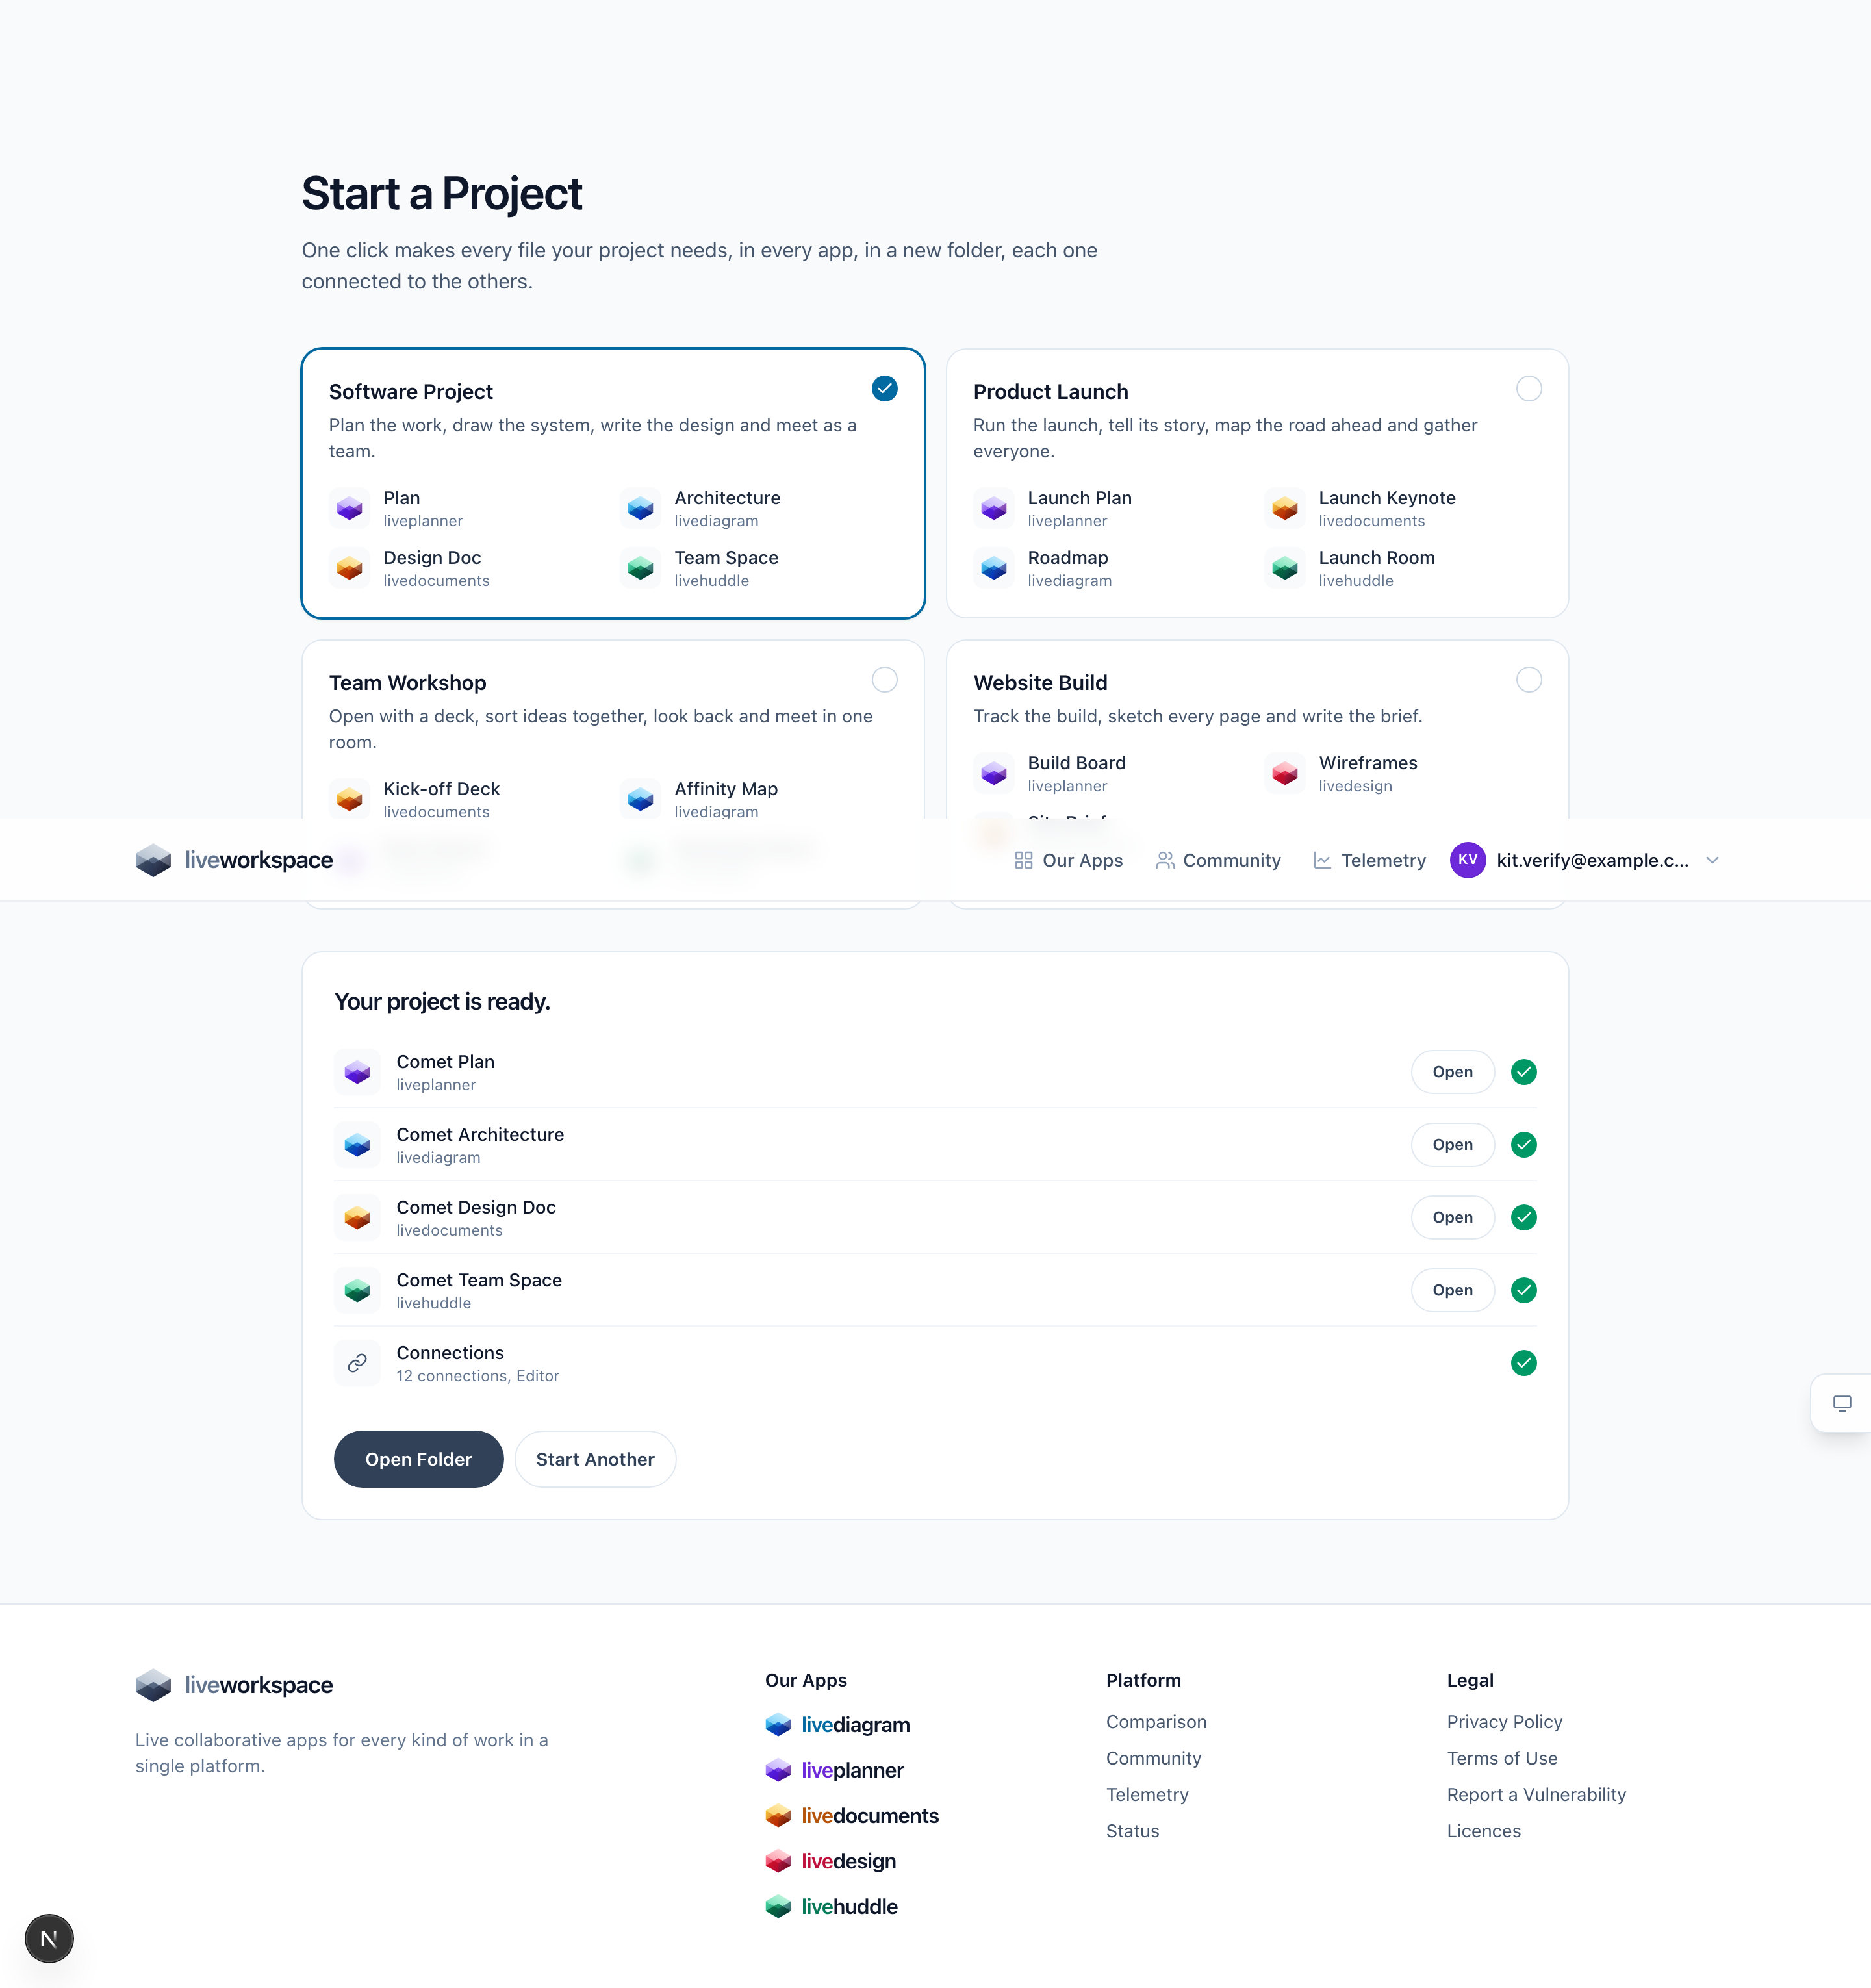 Start a Project
One click makes every file your project needs, in every app, in a new folder, each one
connected to the others.
Software Project
Plan the work, draw the system, write the design and meet as a
team.
Plan
liveplanner
Architecture
livediagram
Design Doc
livedocuments
Team Space
livehuddle
Product Launch
Run the launch, tell its story, map the road ahead and gather
everyone.
Launch Plan
liveplanner
Launch Keynote
livedocuments
Roadmap
livediagram
Launch Room
livehuddle
Team Workshop
Open with a deck, sort ideas together, look back and meet in one
room.
Kick-off Deck
livedocuments
Affinity Map
livediagram
Website Build
Track the build, sketch every page and write the brief.
Build Board
liveplanner
Wireframes
livedesign
liveworkspace
Our Apps
Community
Telemetry
KV
kit.verify@example.c...
Your project is ready.
Comet Plan
liveplanner
Open
Comet Architecture
livediagram
Open
Comet Design Doc
livedocuments
Open
Comet Team Space
livehuddle
Open
Connections
12 connections, Editor
Open Folder
Start Another
liveworkspace
Live collaborative apps for every kind of work in a
single platform.
Our Apps
livediagram
liveplanner
livedocuments
livedesign
livehuddle
Platform
Comparison
Community
Telemetry
Status
Legal
Privacy Policy
Terms of Use
Report a Vulnerability
Licences
N